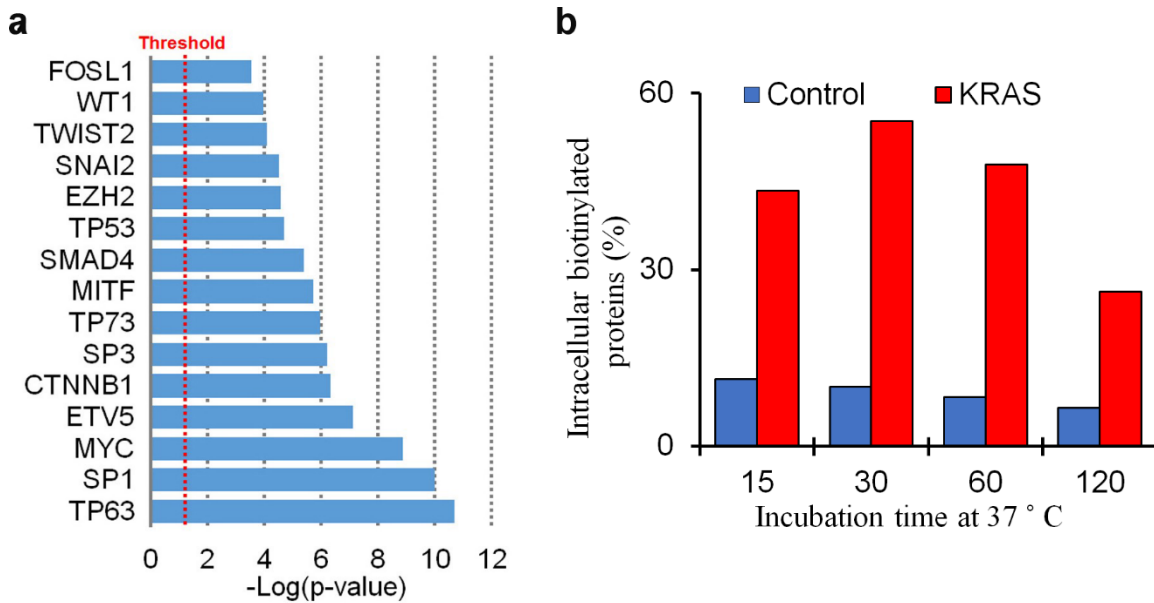 a
Threshold
FOSL1
WT1
TWIST2
SNAI2
EZH2
TP53
SMAD4
MITF
TP73
SP3
CTNNB1
ETV5
MYC
SP1
TP63
0 2 4 6 8 10 12
-Log(p-value)
b
Control KRAS
60
30
0
Intracellular biotinylated
proteins (%)
15 30 60 120
Incubation time at 37 ° C